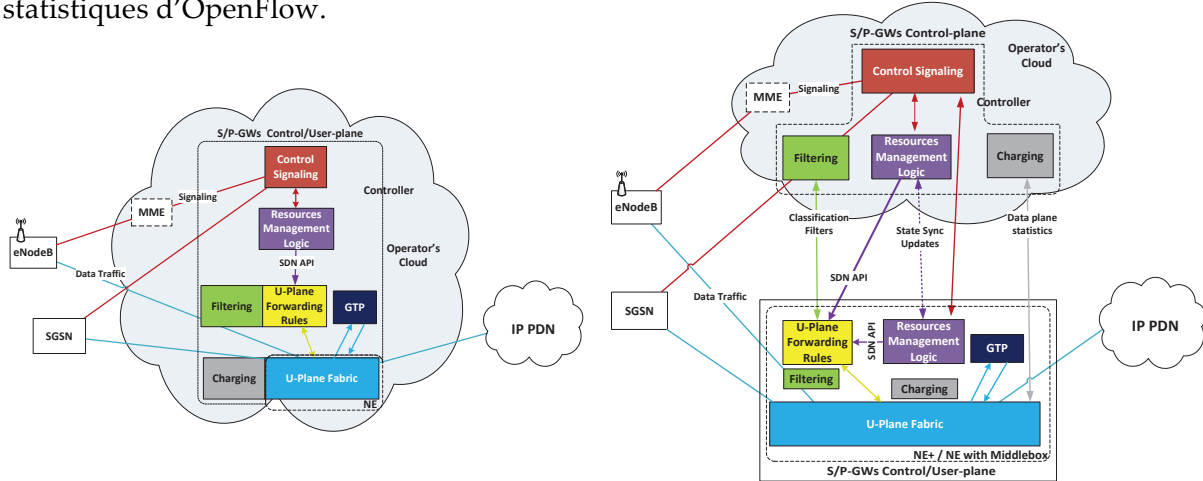 statistiques d'OpenFlow.
S/P-GWs Control/User-plane
Control
Signaling
Controller
Signaling
MME
eNodeB
Resources
Management
Logic
Operator's
Cloud
Data Traffic
SDN API
Filtering
U-Plane
Forwarding
Rules
GTP
SGSN
IP PDN
Charging
U-Plane Fabric
NE
S/P-GWs Control-plane
Operator's
Cloud
Control Signaling
Signaling
MME
Controller
Filtering
Resources
Management
Logic
Charging
eNodeB
Classification
Filters
State Sync
Updates
Data plane
statistics
SDN API
Data Traffic
SGSN
U-Plane
Forwarding
Rules
SDN API
Resources
Management
Logic
GTP
IP PDN
Filtering
Charging
U-Plane Fabric
NE+ / NE with Middlebox
S/P-GWs Control/User-plane